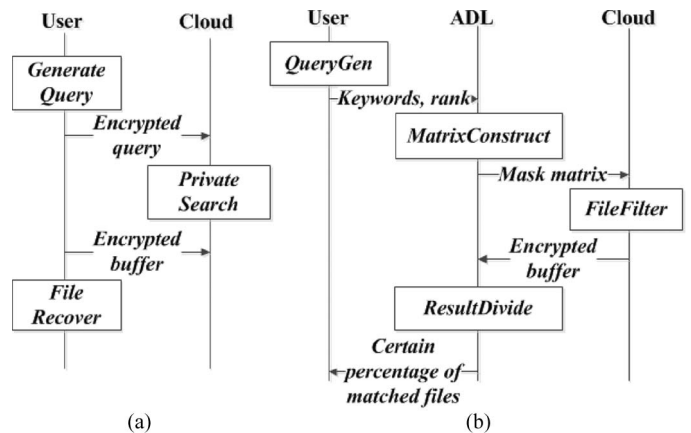 User Cloud
Generate
Query
Encrypted
query
Private
Search
Encrypted
buffer
File
Recover
(a)
User ADL Cloud
QueryGen
Keywords, rank
MatrixConstruct
Mask matrix
FileFilter
Encrypted
buffer
ResultDivide
Certain
percentage of
matched files
(b)